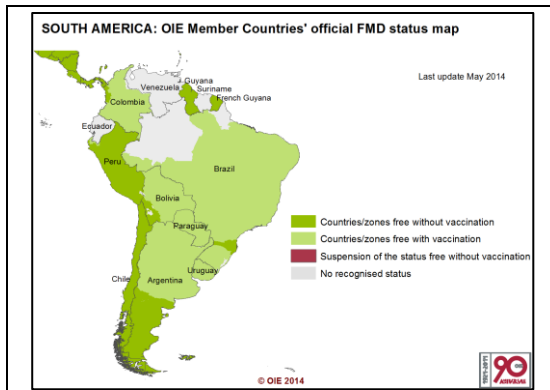 SOUTH AMERICA: OIE Member Countries' official FMD status map
Last update May 2014
Guyana
Venezuela
Suriname
French Guyana
Colombia
Ecuador
Peru
Brazil
Bolivia
Paraguay
Chile
Argentina
Uruguay
Countries/zones free without vaccination
Countries/zones free with vaccination
Suspension of the status free without vaccination
No recognised status
© OIE 2014
90